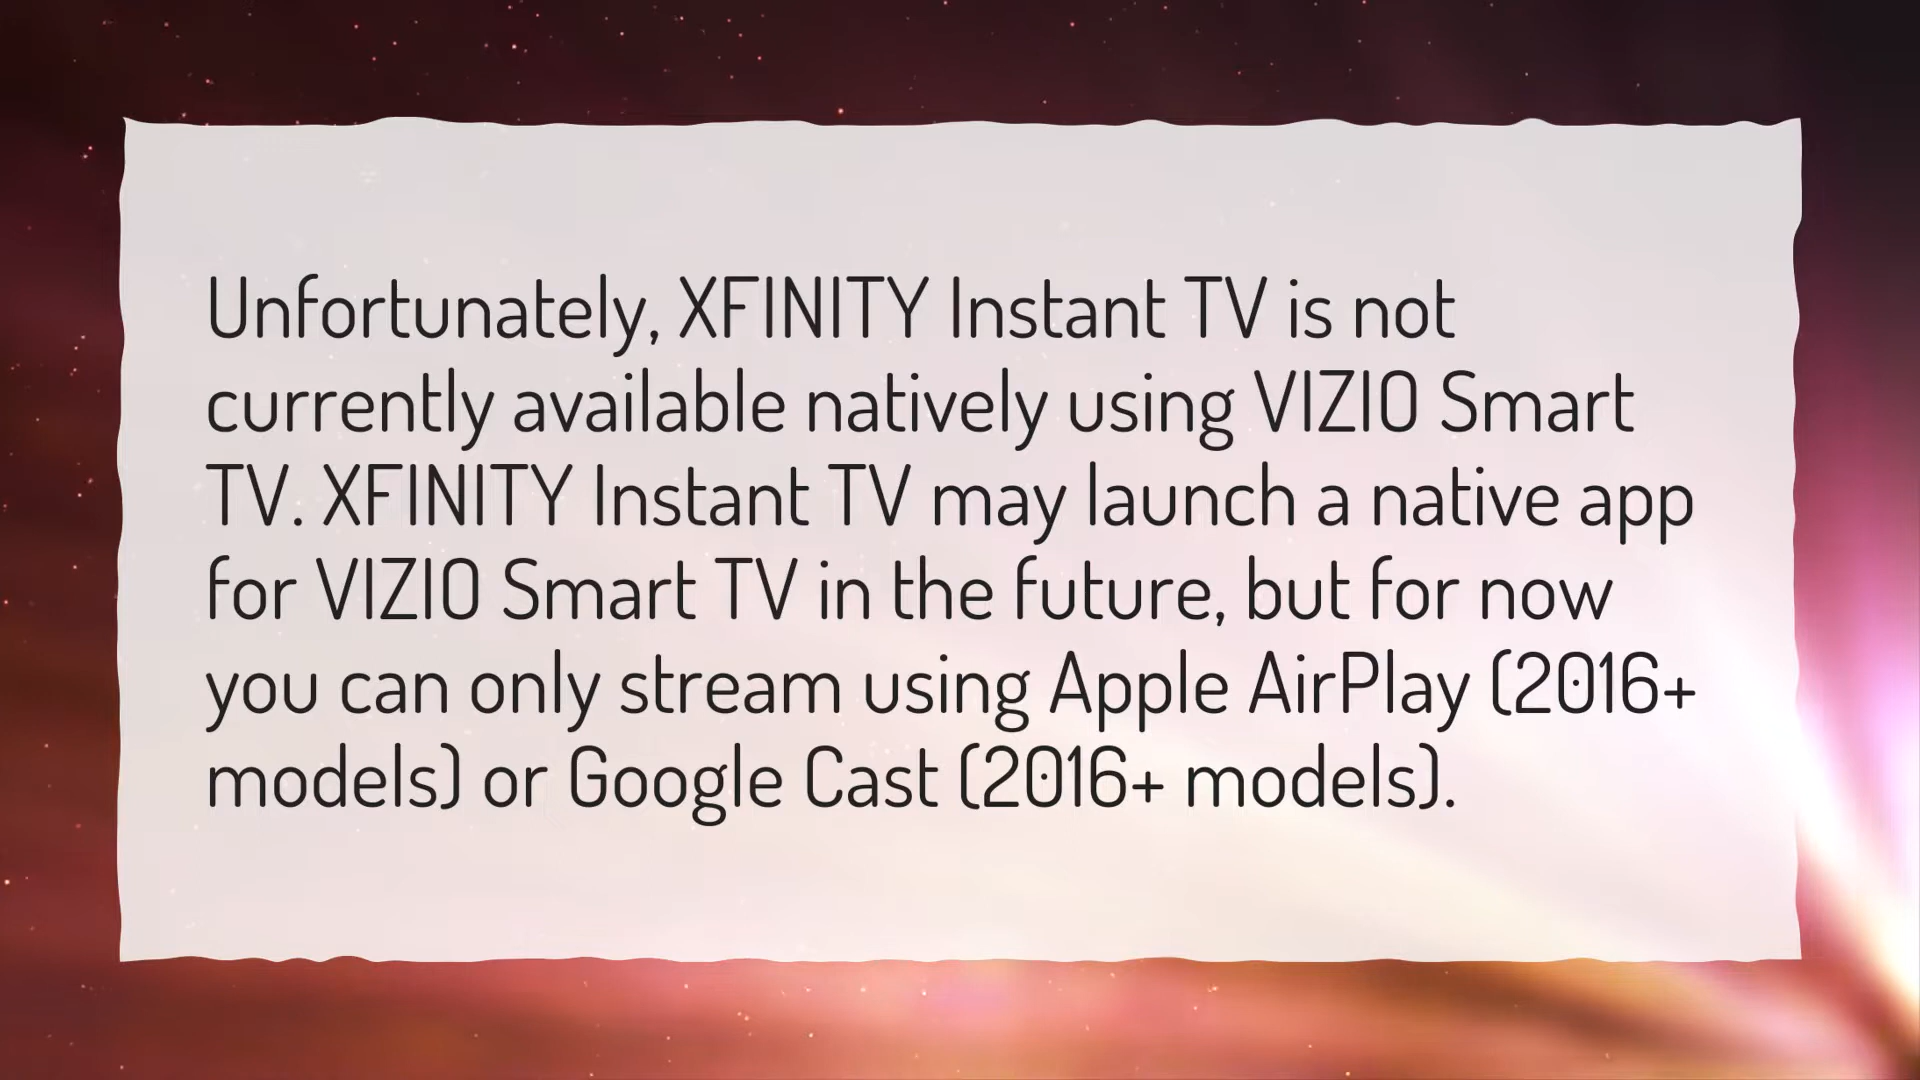 Unfortunately, XFINITY Instant TV is not
currently available natively using VIZIO Smart
TV. XFINITY Instant TV may launch a native app
for VIZIO Smart TV in the future, but for now
you can only stream using Apple AirPlay (2016+
models) or Google Cast (2016+ models).